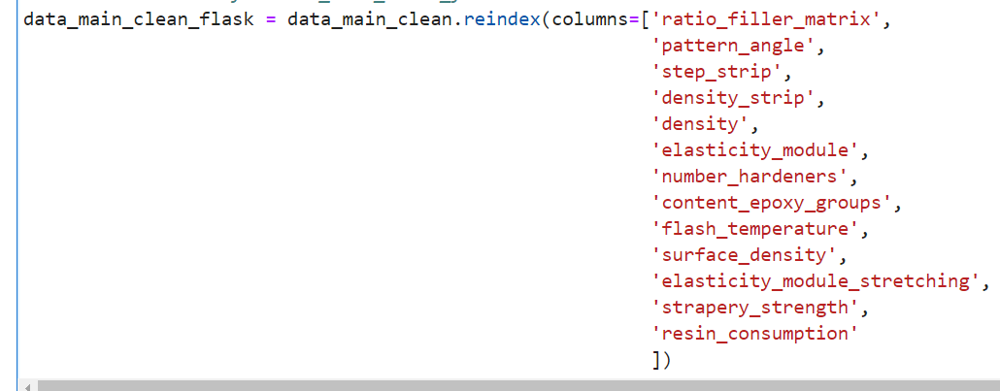 data_main_clean_flask = data_main_clean.reindex(columns=['ratio_filler_matrix',
'pattern_angle',
'step_strip',
'density_strip',
'density',
'elasticity_module',
'number_hardeners',
'content_epoxy_groups',
'flash_temperature',
'surface_density',
'elasticity_module_stretching',
'strapery_strength',
'resin_consumption'
])